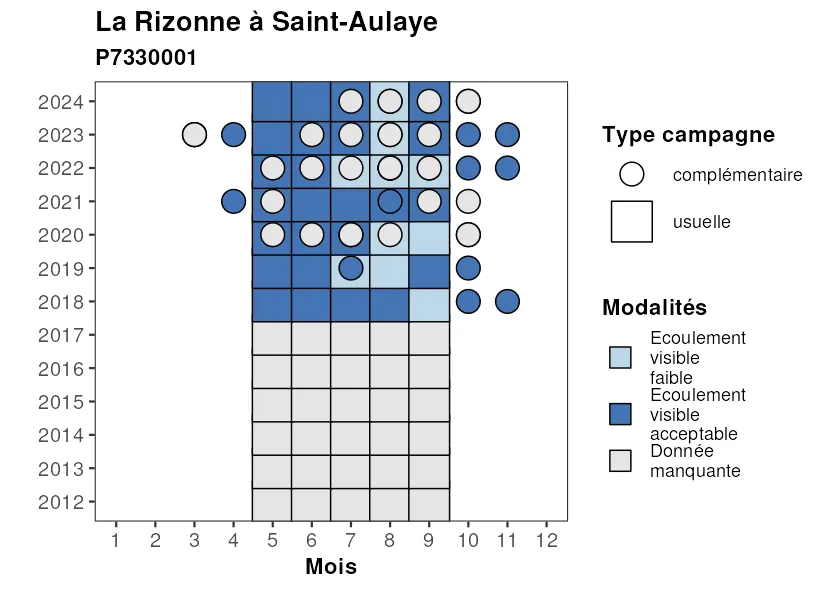 La Rizonne à Saint-Aulaye
P7330001
2024
2023
2022
2021
2020
2019
2018
2017
2016
2015
2014
2013
2012
1 2 3 4 5 6 7 8 9 10 11 12
Mois
Type campagne
complémentaire
usuelle
Modalités
Ecoulement
visible
faible
Ecoulement
visible
acceptable
Donnée
manquante